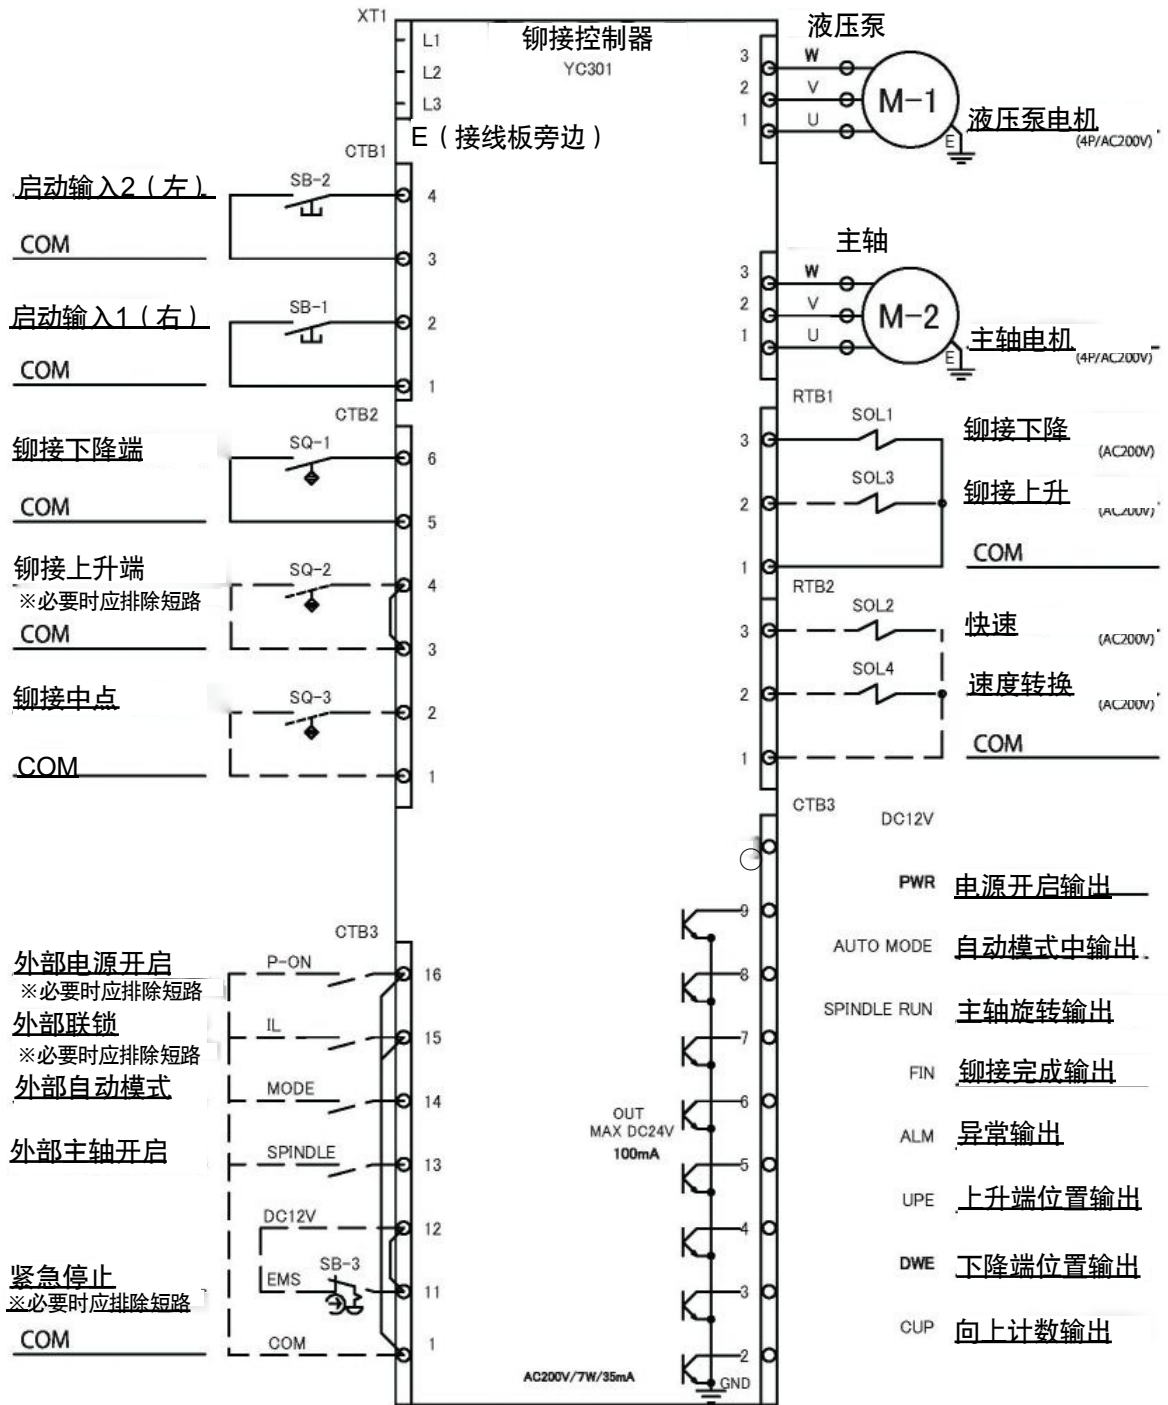 XT1
L1
L2
L3
铆接控制器
YC301
E（接线板旁边）
CTB1
启动输入2（左）
SB-2
4
COM
3
启动输入1（右）
SB-1
2
COM
1
CTB2
铆接下降端
SQ-1
6
COM
5
铆接上升端
SQ-2
4
※必要时应排除短路
COM
3
铆接中点
SQ-3
2
COM
1
CTB3
外部电源开启
P-ON
16
※必要时应排除短路
外部联锁
IL
15
※必要时应排除短路
外部自动模式
MODE
14
外部主轴开启
SPINDLE
13
DC12V
12
紧急停止
SB-3
EMS
11
※必要时应排除短路
COM
COM
1
液压泵
3
W
2
V
M-1
1
U
E
液压泵电机
(4P/AC200V)
主轴
3
W
2
V
M-2
1
U
E
主轴电机
(4P/AC200V)
RTB1
SOL1
3
铆接下降
(AC200V)
SOL3
2
铆接上升
(AC200V)
COM
1
RTB2
SOL2
3
快速
(AC200V)
SOL4
2
速度转换
(AC200V)
COM
1
CTB3
DC12V
PWR 电源开启输出
9
AUTO MODE 自动模式中输出
8
SPINDLE RUN 主轴旋转输出
7
FIN 铆接完成输出
6
OUT
MAX DC24V
100mA
ALM 异常输出
5
UPE 上升端位置输出
4
DWE 下降端位置输出
3
CUP 向上计数输出
2
GND
AC200V/7W/35mA